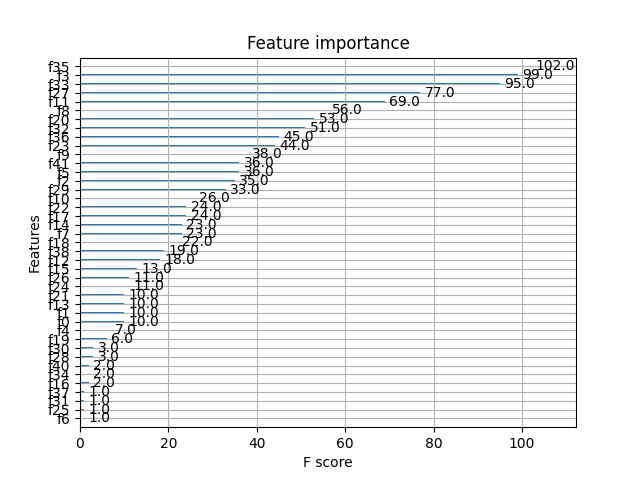 Feature importance
f35 102.0
f3 99.0
f33 95.0
f27 77.0
f11 69.0
f8 56.0
f20 53.0
f32 51.0
f36 45.0
f23 44.0
f9 38.0
f41 36.0
f5 36.0
f2 35.0
f29 33.0
f10 26.0
f22 24.0
f17 24.0
f14 23.0
f7 23.0
f18 22.0
f38 19.0
f12 18.0
f15 13.0
f26 11.0
f24 11.0
f21 10.0
f13 10.0
f1 10.0
f0 10.0
f4 7.0
f19 6.0
f30 3.0
f28 3.0
f40 2.0
f34 2.0
f16 2.0
f37 1.0
f31 1.0
f25 1.0
f6 1.0
Features
0 20 40 60 80 100
F score